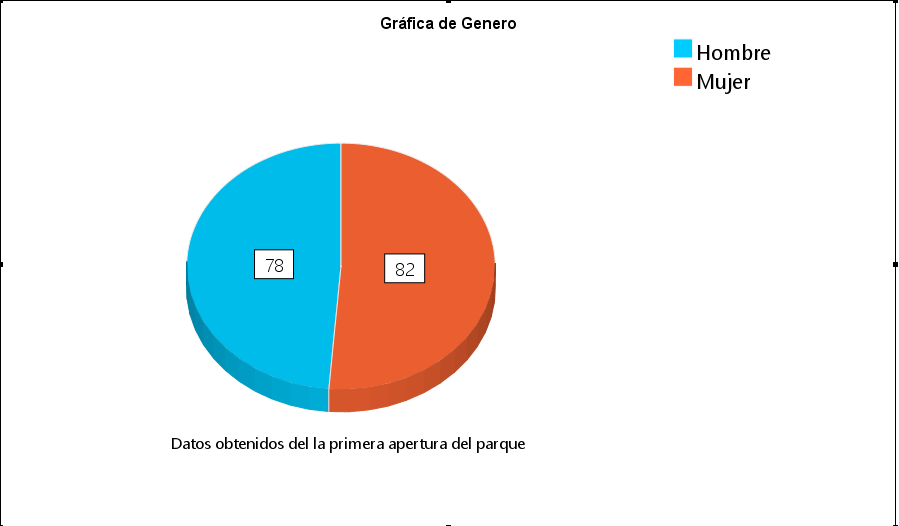 Gráfica de Genero
Hombre
Mujer
78
82
Datos obtenidos del la primera apertura del parque